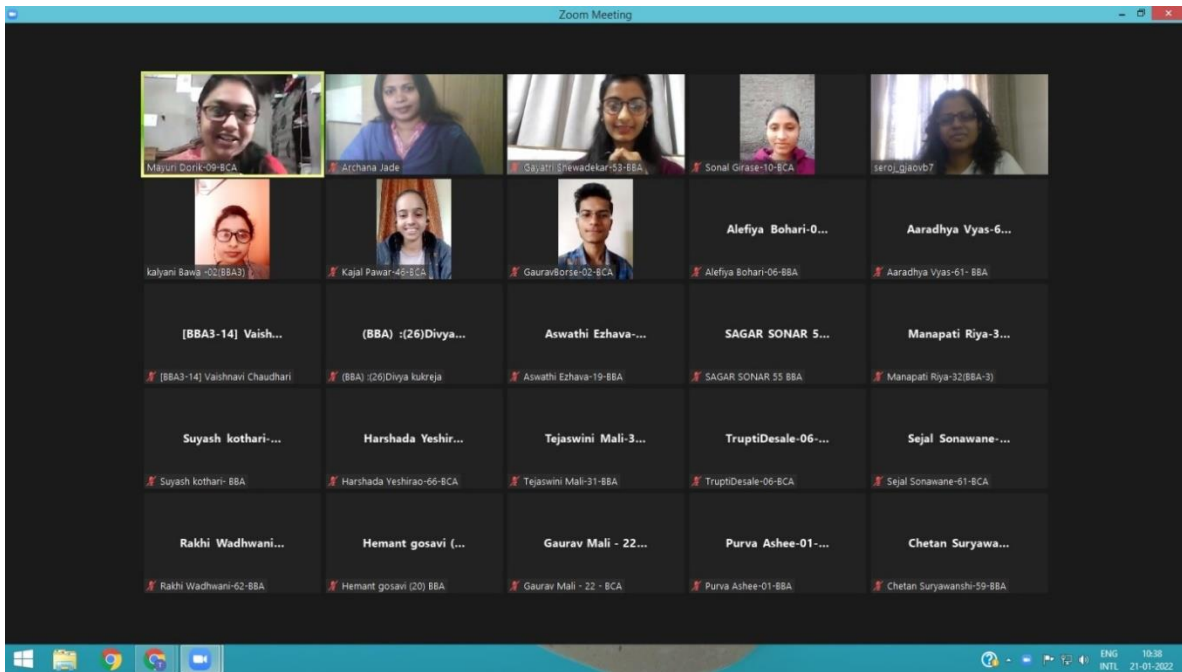 Zoom Meeting
Mayuri Dorik-09-BCA
Archana Jade
Gayatri Shewadekar-53-BBA
Sonal Girase-10-BCA
seroj_gjaovb7
kalyani Bawa -02(BBA3)
Kajal Pawar-46-BCA
GauravBorse-02-BCA
Alefiya Bohari-0...
Alefiya Bohari-06-BBA
Aaradhya Vyas-6...
Aaradhya Vyas-61- BBA
[BBA3-14] Vaish...
[BBA3-14] Vaishnavi Chaudhari
(BBA) :(26)Divya...
(BBA) :(26)Divya kukreja
Aswathi Ezhava-...
Aswathi Ezhava-19-BBA
SAGAR SONAR 5...
SAGAR SONAR 55 BBA
Manapati Riya-3...
Manapati Riya-32(BBA-3)
Suyash kothari-...
Suyash kothari- BBA
Harshada Yeshir...
Harshada Yeshirao-66-BCA
Tejaswini Mali-3...
Tejaswini Mali-31-BBA
TruptiDesale-06-...
TruptiDesale-06-BCA
Sejal Sonawane-...
Sejal Sonawane-61-BCA
Rakhi Wadhwani...
Rakhi Wadhwani-62-BBA
Hemant gosavi (...
Hemant gosavi (20) BBA
Gaurav Mali - 22...
Gaurav Mali - 22 - BCA
Purva Ashee-01-...
Purva Ashee-01-BBA
Chetan Suryawa...
Chetan Suryawanshi-59-BBA
ENG 10:38
INTL 21-01-2022